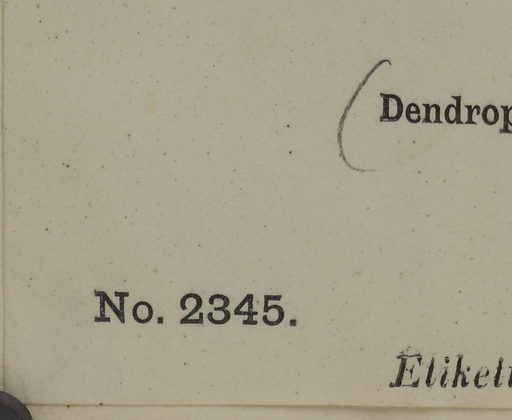 (Dendrop
No. 2345.
Etikett